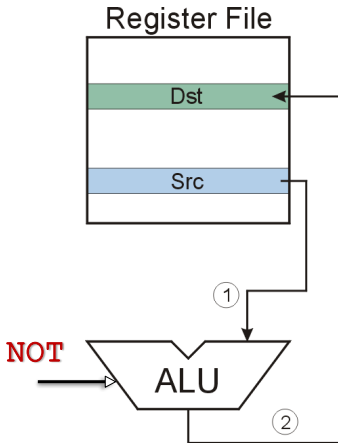 Register File
Dst
Src
1
NOT
ALU
2